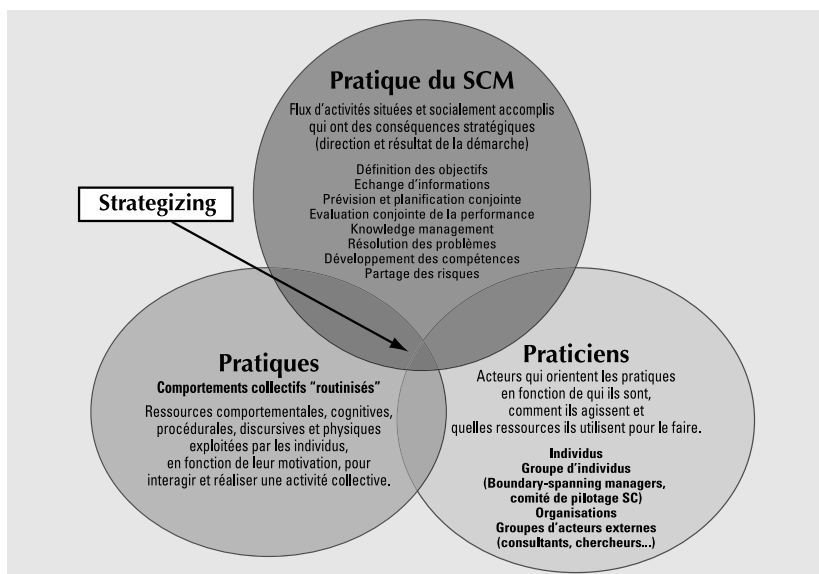 Pratique du SCM
Flux d'activités situées et socialement accomplis
qui ont des conséquences stratégiques
(direction et résultat de la démarche)
Définition des objectifs
Echange d'informations
Prévision et planification conjointe
Evaluation conjointe de la performance
Knowledge management
Résolution des problèmes
Développement des compétences
Partage des risques
Strategizing
Pratiques
Comportements collectifs "routinisés"
Ressources comportementales, cognitives,
procédurales, discursives et physiques
exploitées par les individus,
en fonction de leur motivation, pour
interagir et réaliser une activité collective.
Praticiens
Acteurs qui orientent les pratiques
en fonction de qui ils sont,
comment ils agissent et
quelles ressources ils utilisent pour le faire.
Individus
Groupe d'individus
(Boundary-spanning managers,
comité de pilotage SC)
Organisations
Groupes d'acteurs externes
(consultants, chercheurs...)